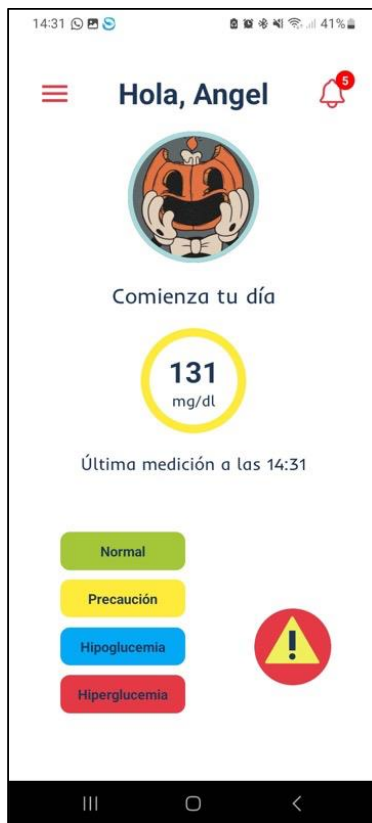 14:31 41%
5
Hola, Angel
Comienza tu día
131
mg/dl
Última medición a las 14:31
Normal
Precaución
Hipoglucemia
Hiperglucemia
!